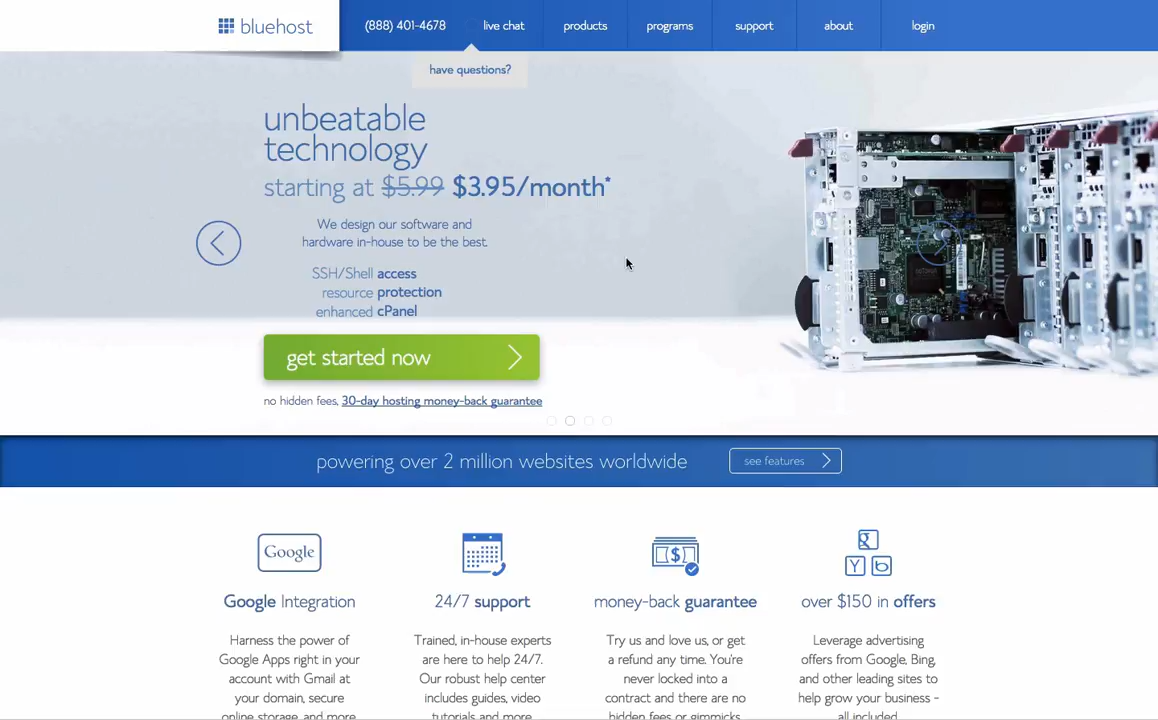 bluehost
(888) 401-4678
live chat
products
programs
support
about
login
have questions?
unbeatable
technology
starting at $5.99 $3.95/month*
We design our software and
hardware in-house to be the best.
SSH/Shell access
resource protection
enhanced cPanel
get started now
no hidden fees, 30-day hosting money-back guarantee
powering over 2 million websites worldwide
see features
Google
Google Integration
Harness the power of
Google Apps right in your
account with Gmail at
your domain, secure
online storage, and more
24/7 support
Trained, in-house experts
are here to help 24/7.
Our robust help center
includes guides, video
tutorials and more
money-back guarantee
Try us and love us, or get
a refund any time. You're
never locked into a
contract and there are no
hidden fees or gimmicks
over $150 in offers
Leverage advertising
offers from Google, Bing,
and other leading sites to
help grow your business -
all included